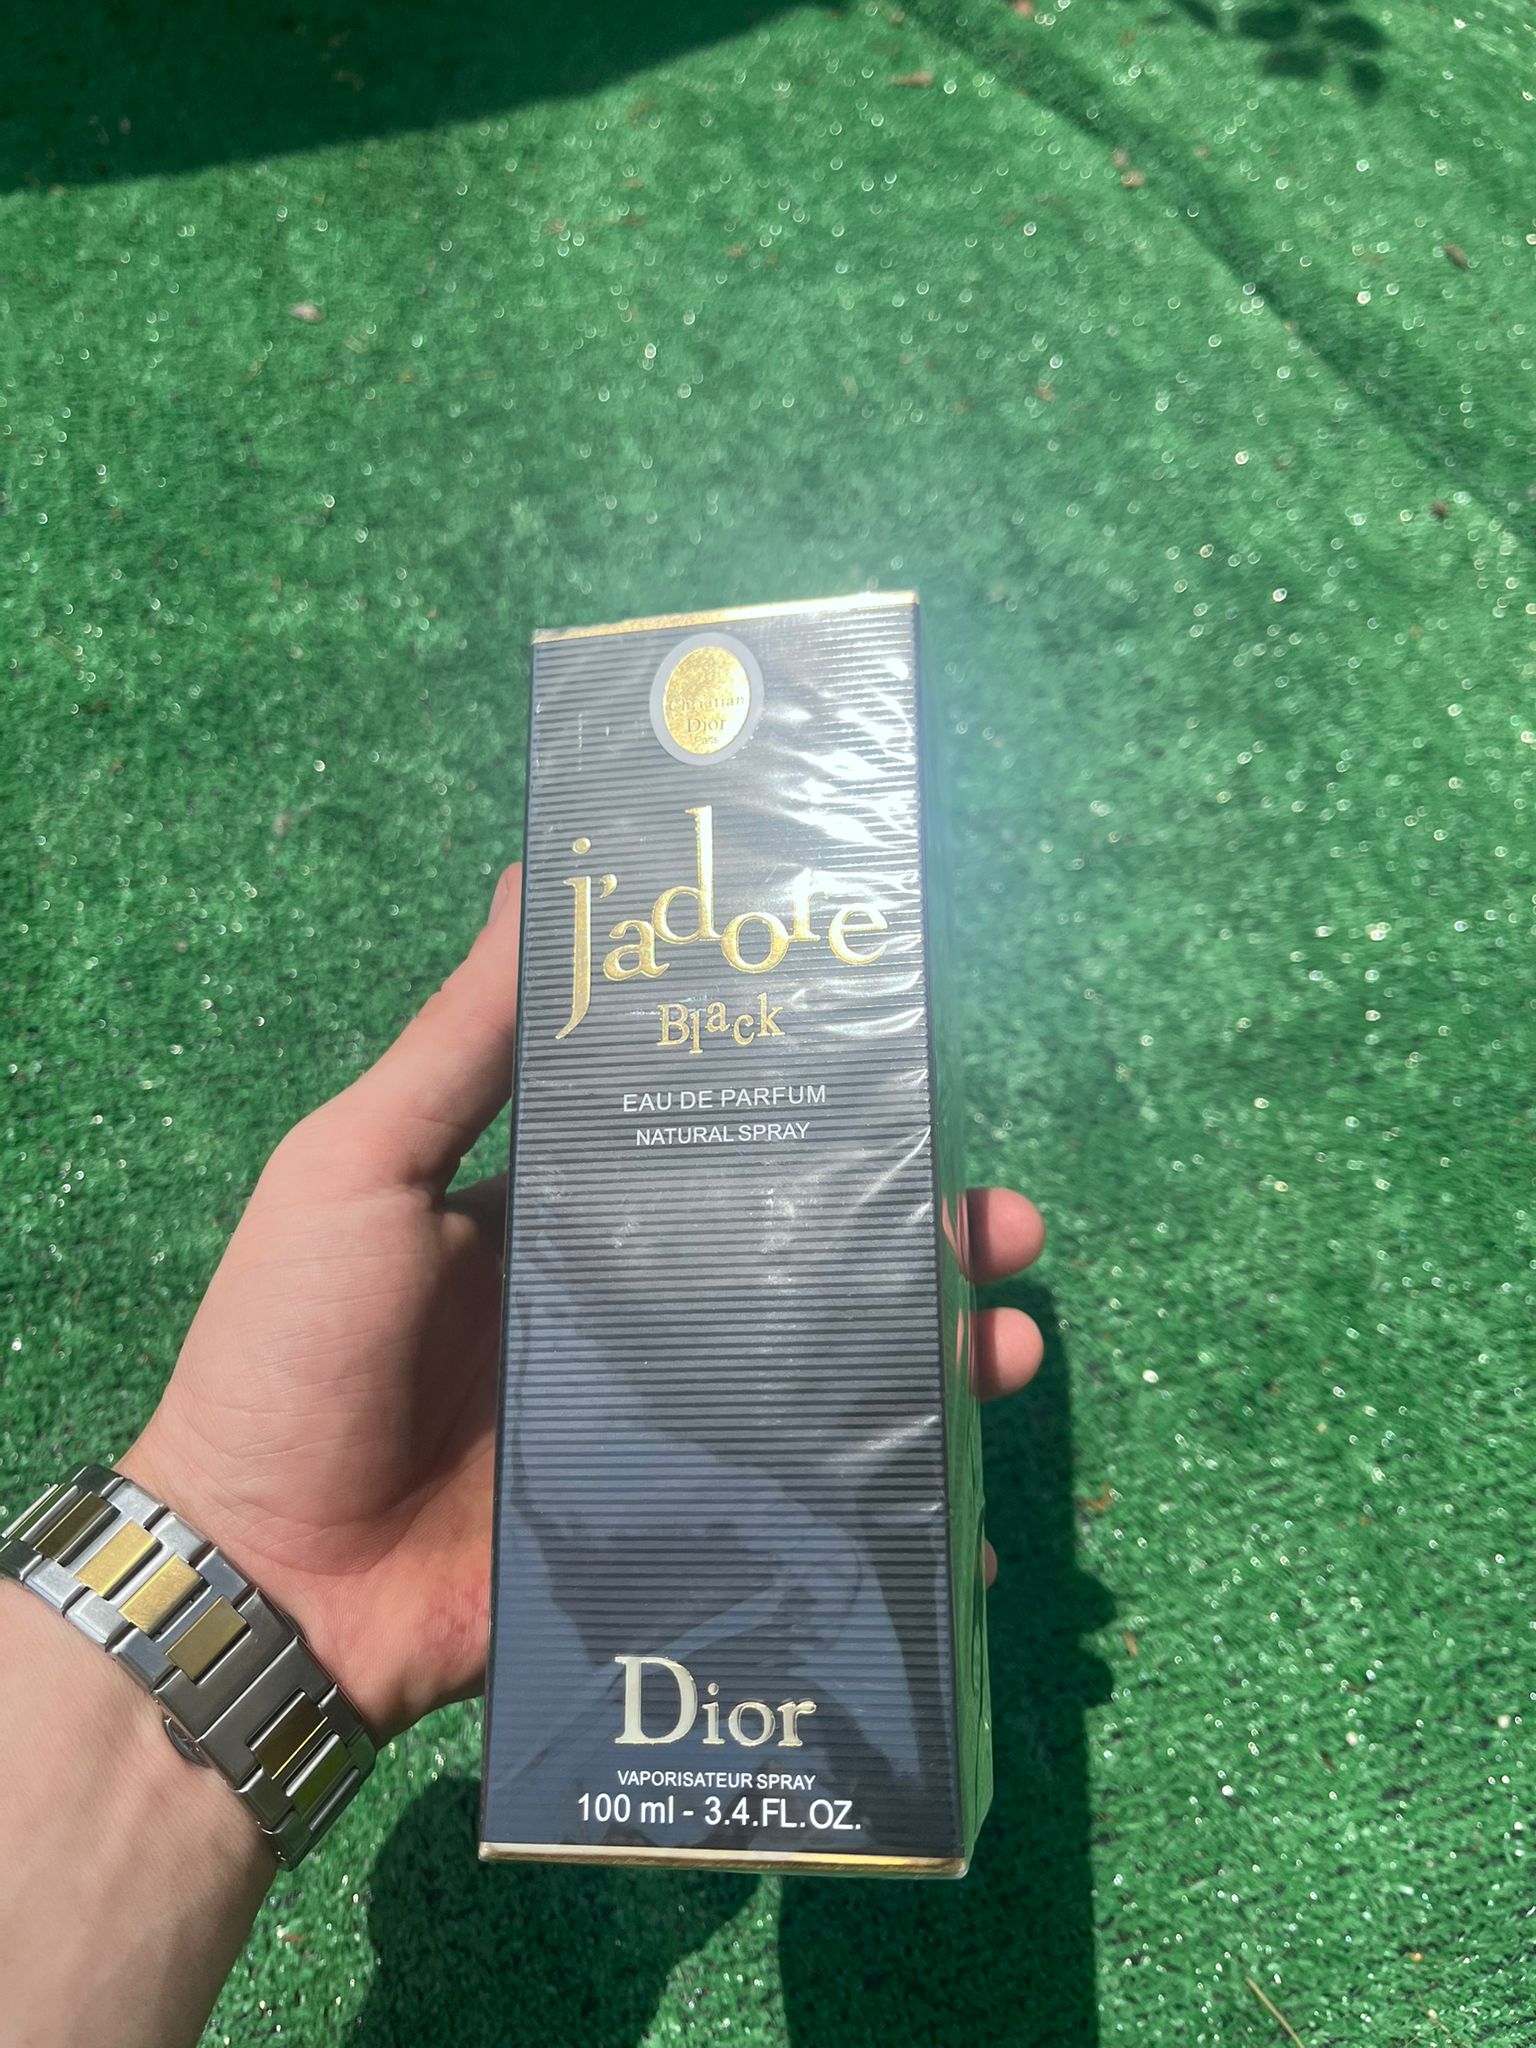 Christian
Dior
Paris
j'adore
Black
EAU DE PARFUM
NATURAL SPRAY
Dior
VAPORISATEUR SPRAY
100 ml - 3.4.FL.OZ.